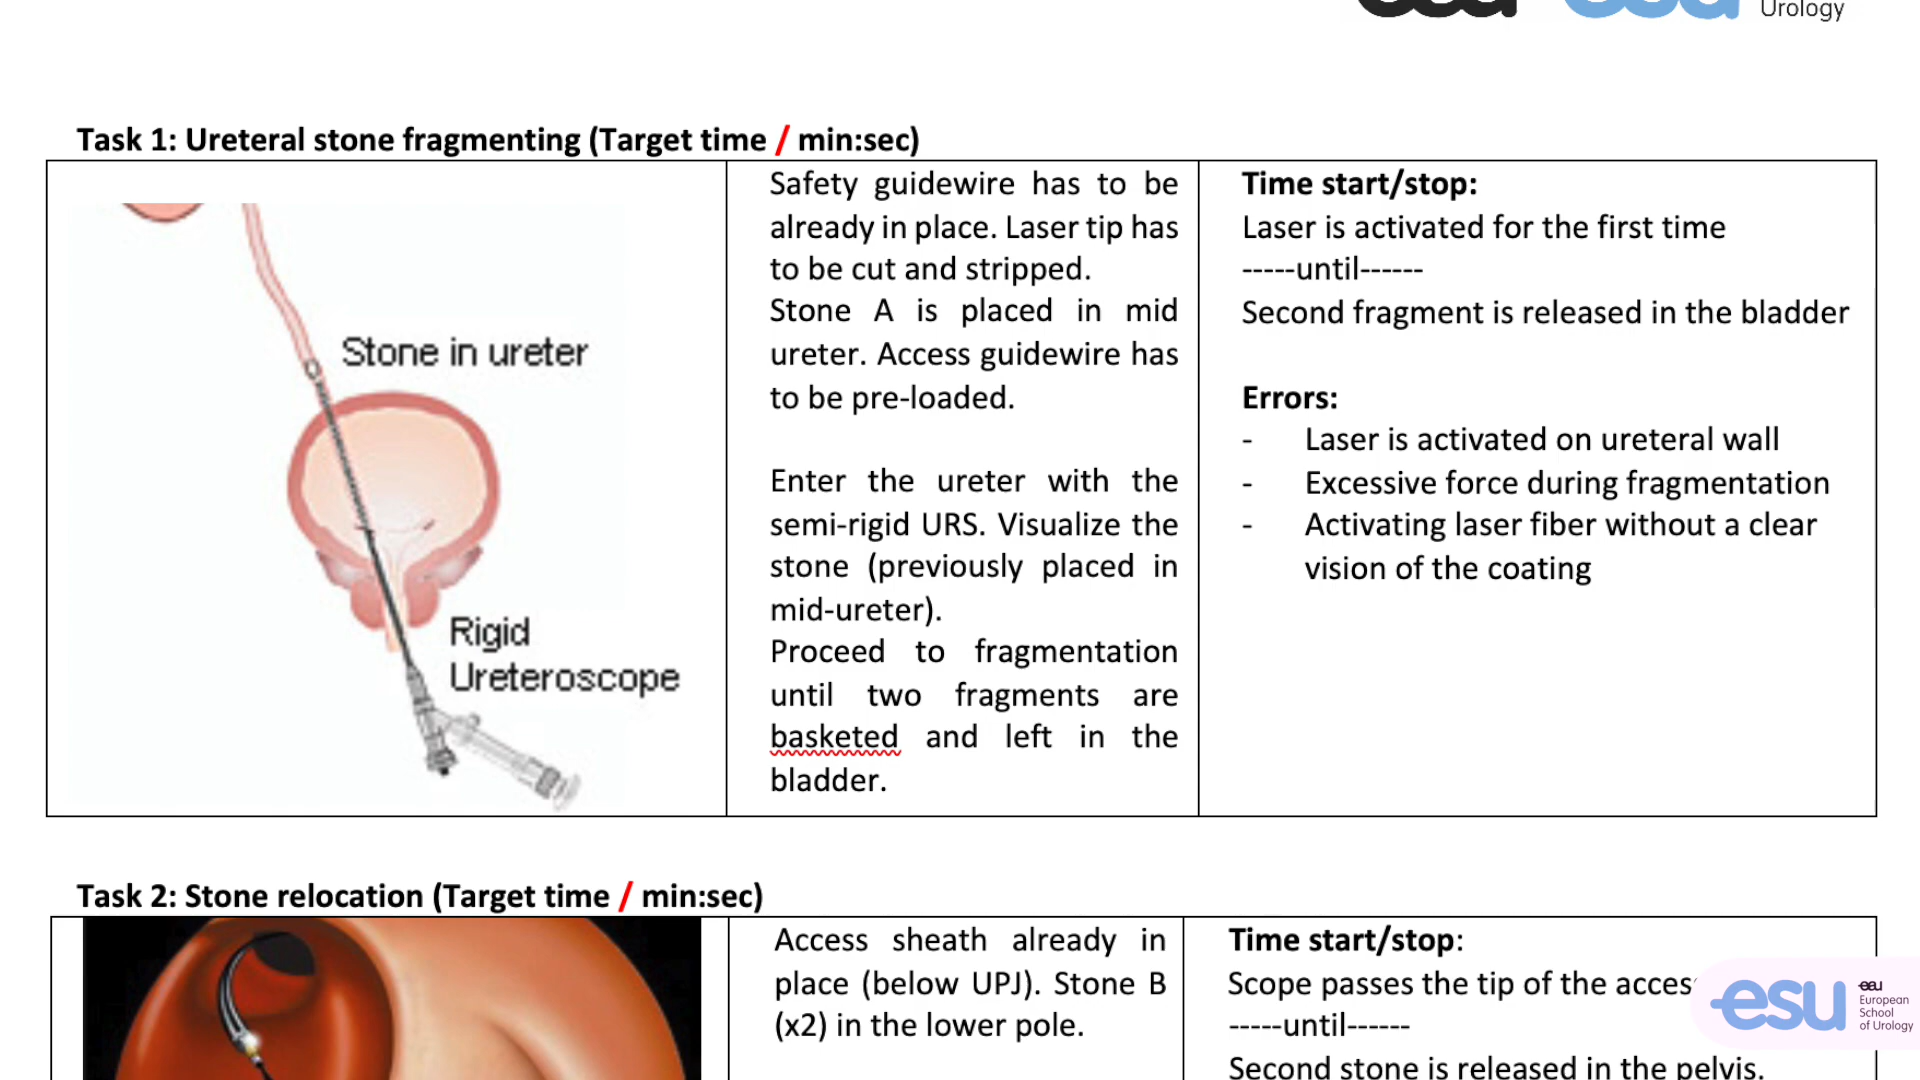 Urology
Task 1: Ureteral stone fragmenting (Target time / min:sec)
Stone in ureter
Rigid
Ureteroscope
Safety guidewire has to be
already in place. Laser tip has
to be cut and stripped.
Stone A is placed in mid
ureter. Access guidewire has
to be pre-loaded.
Enter the ureter with the
semi-rigid URS. Visualize the
stone (previously placed in
mid-ureter).
Proceed to fragmentation
until two fragments are
basketed and left in the
bladder.
Time start/stop:
Laser is activated for the first time
-----until------
Second fragment is released in the bladder
Errors:
- Laser is activated on ureteral wall
- Excessive force during fragmentation
- Activating laser fiber without a clear
vision of the coating
Task 2: Stone relocation (Target time / min:sec)
Access sheath already in
place (below UPJ). Stone B
(x2) in the lower pole.
Time start/stop:
Scope passes the tip of the acces
-----until------
Second stone is released in the pelvis.
esu
eau
European
School
of Urology